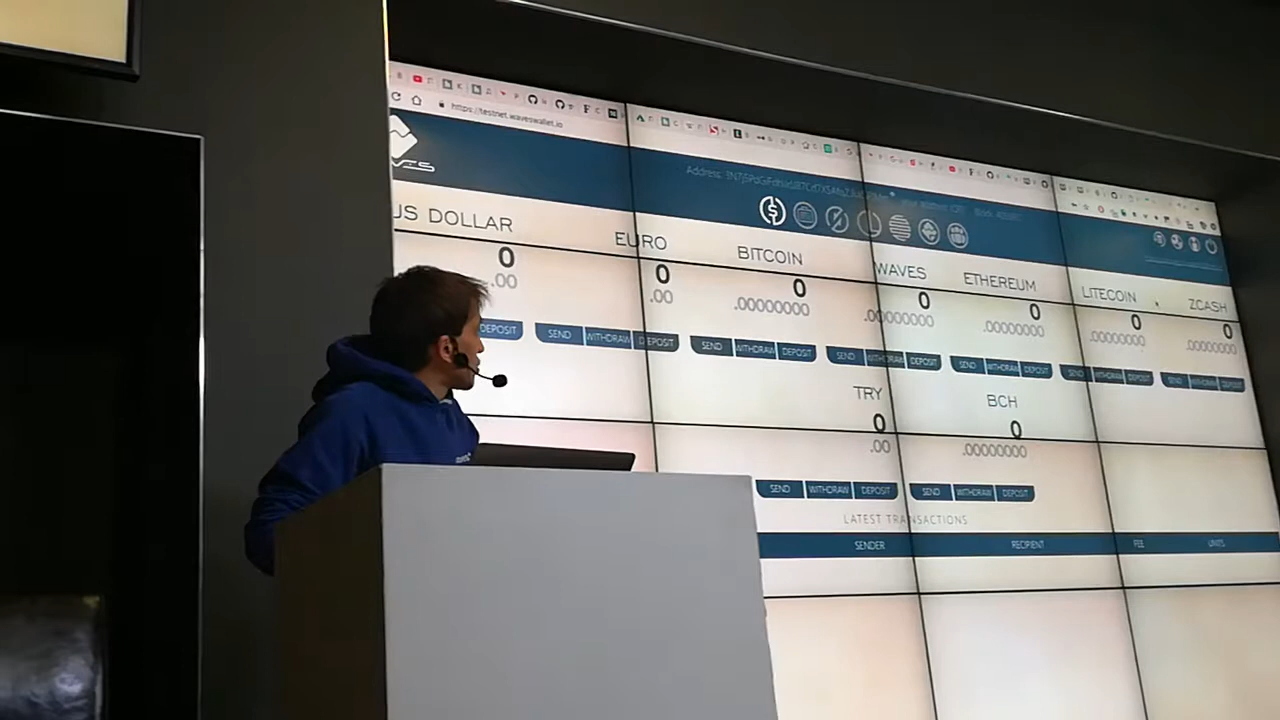 https://testnet.waveswallet.io
Address:
US DOLLAR
EURO
BITCOIN
WAVES
ETHEREUM
LITECOIN
ZCASH
0
0
0
0
0
0
0
.00
.00
.00000000
.00000000
.00000000
.00000000
.00000000
DEPOSIT
SEND WITHDRAW DEPOSIT
SEND WITHDRAW DEPOSIT
SEND WITHDRAW DEPOSIT
SEND WITHDRAW DEPOSIT
SEND WITHDRAW DEPOSIT
SEND WITHDRAW DEPOSIT
TRY
BCH
0
0
.00
.00000000
SEND WITHDRAW DEPOSIT
SEND WITHDRAW DEPOSIT
LATEST TRANSACTIONS
SENDER RECIPIENT FEE UNITS